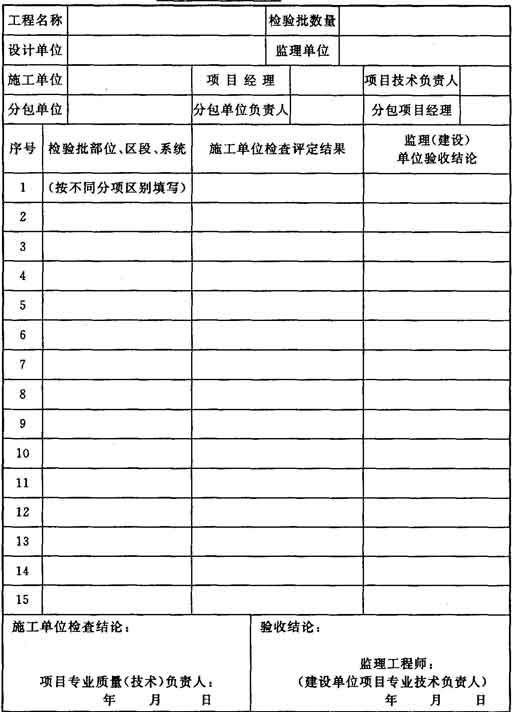 工程名称 检验批数量
设计单位 监理单位
施工单位 项目经理 项目技术负责人
分包单位 分包单位负责人 分包项目经理
序号 检验批部位、区段、系统 施工单位检查评定结果 监理(建设)
单位验收结论
1 (按不同分项区别填写)
2
3
4
5
6
7
8
9
10
11
12
13
14
15
施工单位检查结论: 验收结论:
监理工程师:
项目专业质量(技术)负责人: (建设单位项目专业技术负责人)
年 月 日 年 月 日